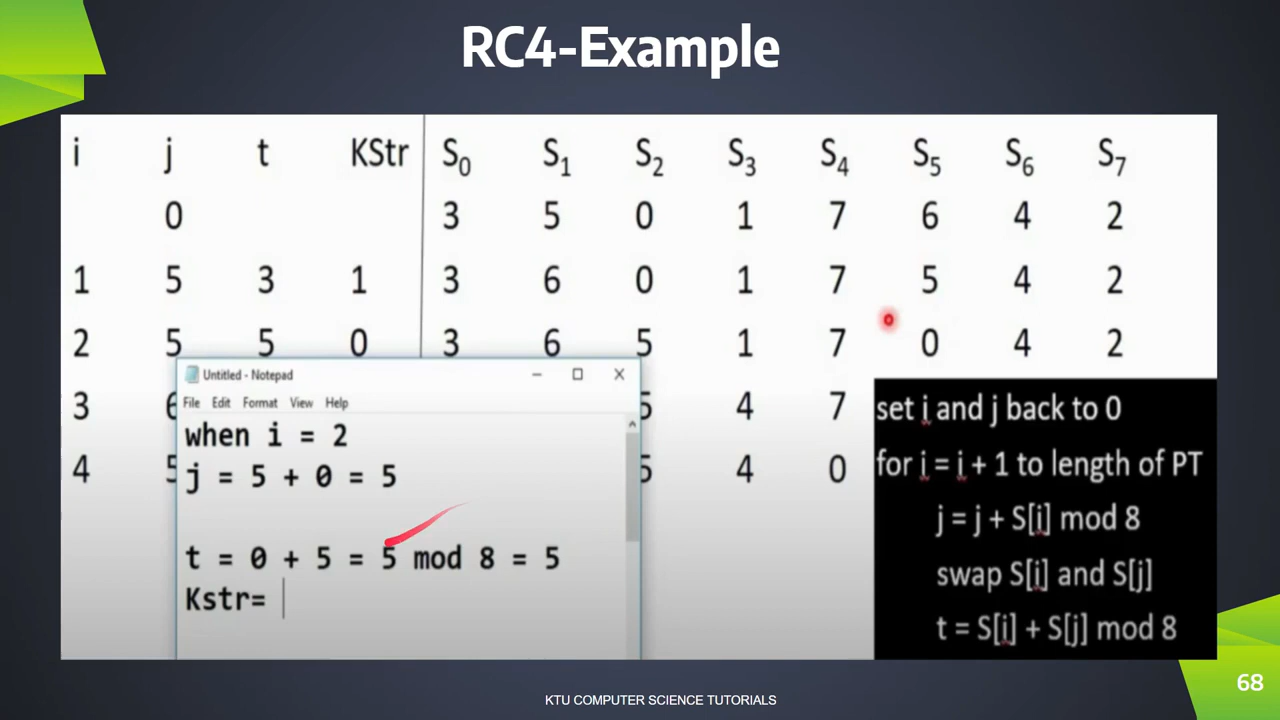 RC4-Example
i j t KStr S0 S1 S2 S3 S4 S5 S6 S7
0 3 5 0 1 7 6 4 2
1 5 3 1 3 6 0 1 7 5 4 2
2 5 5 0 3 6 5 1 7 0 4 2
3 6 5 4 7
4 5 5 4 0
Untitled - Notepad
File Edit Format View Help
when i = 2
j = 5 + 0 = 5
t = 0 + 5 = 5 mod 8 = 5
Kstr=
set i and j back to 0
for i = i + 1 to length of PT
j = j + S[i] mod 8
swap S[i] and S[j]
t = S[i] + S[j] mod 8
KTU COMPUTER SCIENCE TUTORIALS
68